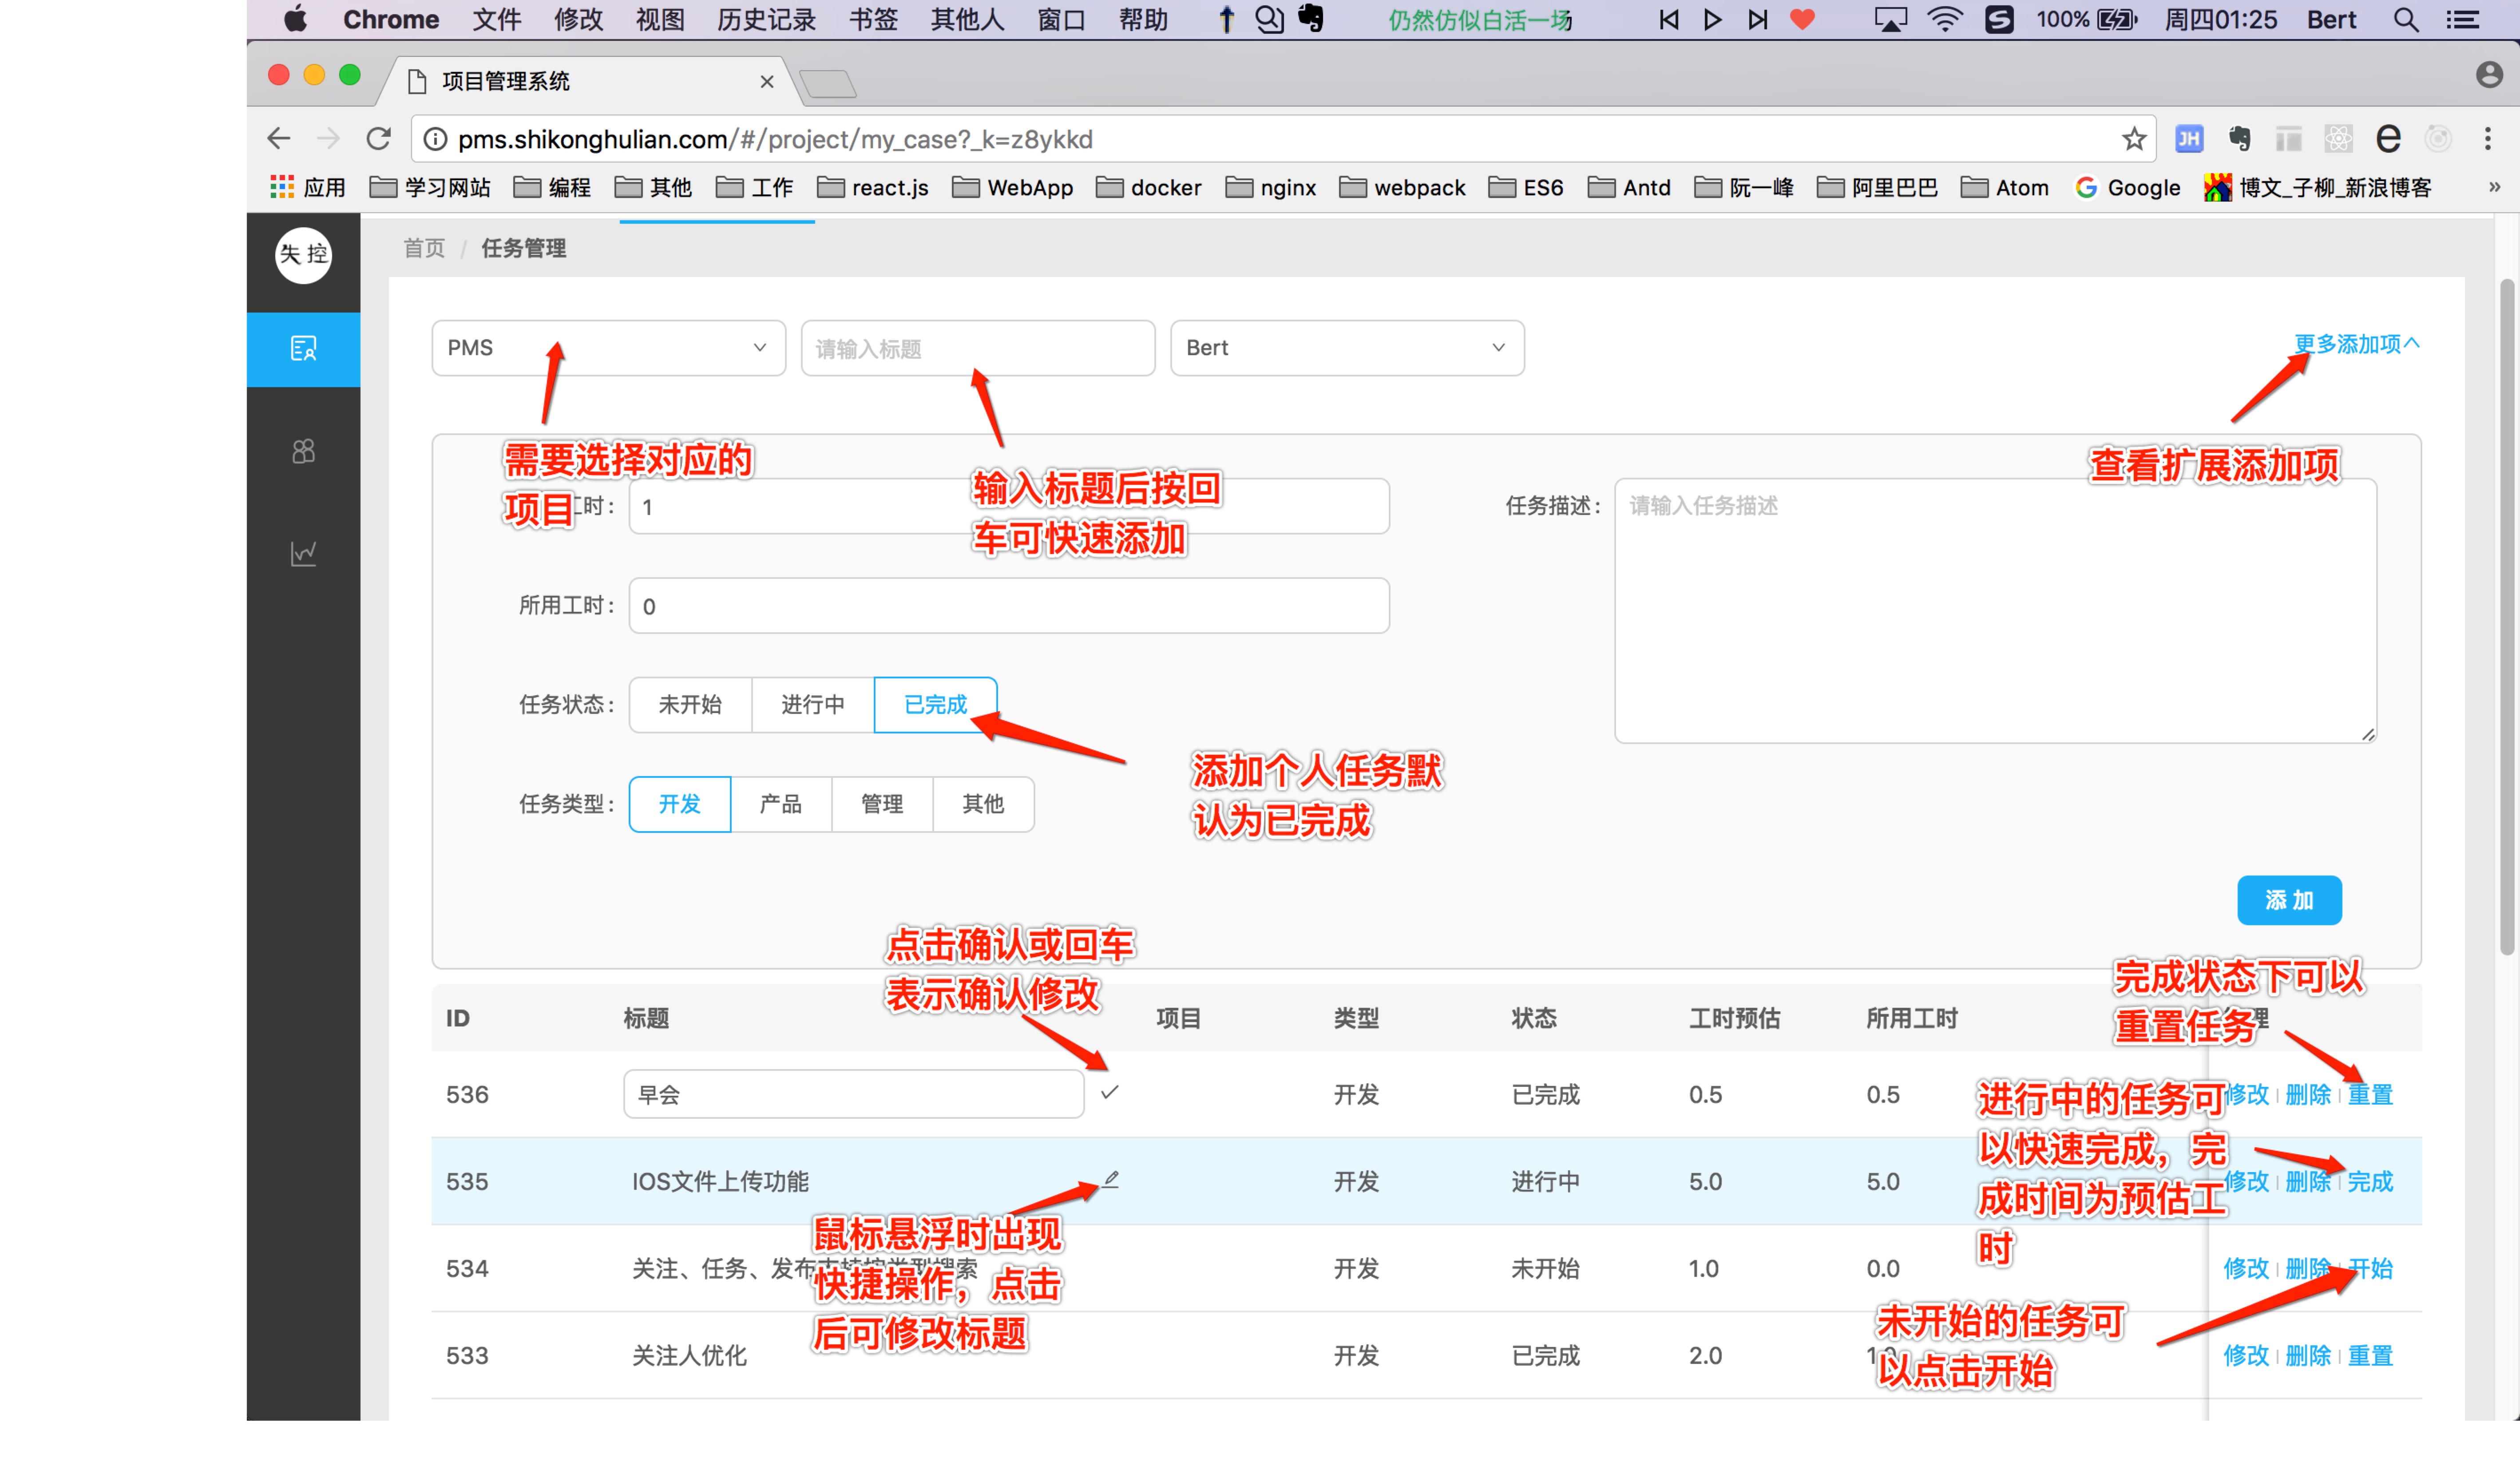 Chrome 文件 修改 视图 历史记录 书签 其他人 窗口 帮助 仍然仿似白活一场 100% 周四01:25 Bert
项目管理系统
pms.shikonghulian.com/#/project/my_case?_k=z8ykkd
JH
应用 学习网站 编程 其他 工作 react.js WebApp docker nginx webpack ES6 Antd 阮一峰 阿里巴巴 Atom Google 博文_子柳_新浪博客 »
失控
首页 / 任务管理
PMS 请输入标题 Bert 更多添加项
需要选择对应的
项目
输入标题后按回
车可快速添加
查看扩展添加项
工时: 1
任务描述: 请输入任务描述
所用工时: 0
任务状态: 未开始 进行中 已完成
添加个人任务默
认为已完成
任务类型: 开发 产品 管理 其他
添 加
点击确认或回车
表示确认修改
完成状态下可以
重置任务
ID 标题 项目 类型 状态 工时预估 所用工时 理
536 早会 开发 已完成 0.5 0.5 修改 删除 重置
进行中的任务可
以快速完成，完
成时间为预估工
时
535 IOS文件上传功能 开发 进行中 5.0 5.0 修改 删除 完成
鼠标悬浮时出现
快捷操作，点击
后可修改标题
534 关注、任务、发布 搜索 开发 未开始 1.0 0.0 修改 删除 开始
未开始的任务可
以点击开始
533 关注人优化 开发 已完成 2.0 修改 删除 重置